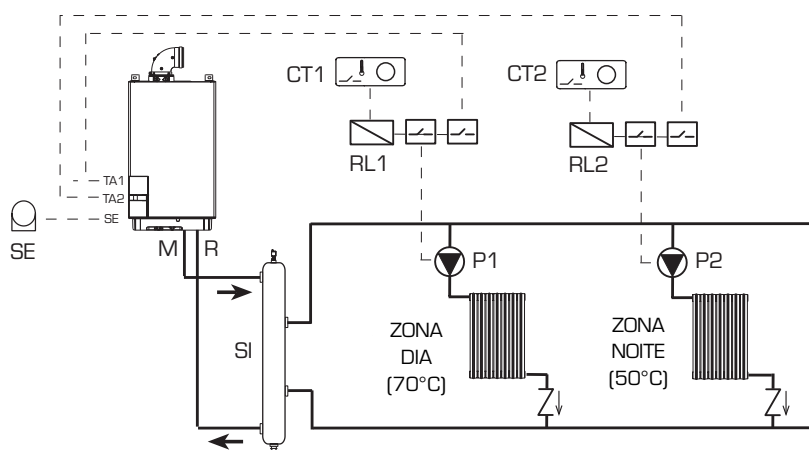 CT1
CT2
RL1
RL2
TA1
TA2
SE
SE
M R
P1
P2
SI
ZONA
DIA
(70°C)
ZONA
NOITE
(50°C)